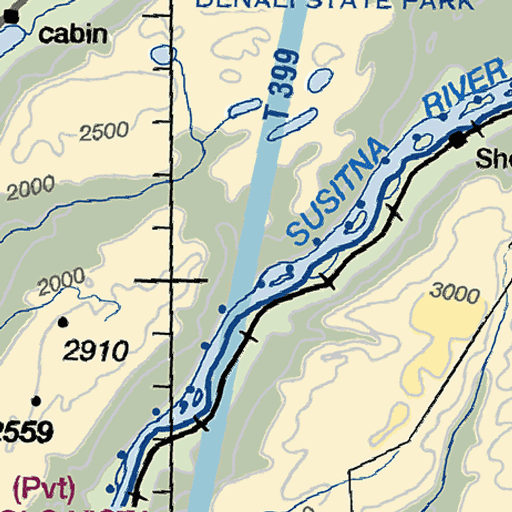 DENALI STATE PARK
cabin
T 399
RIVER
2500
SUSITNA
2000
2000
3000
2910
2559
(Pvt)